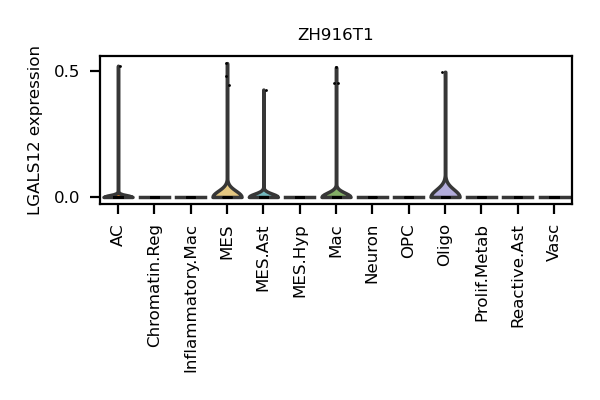 ZH916T1
LGALS12 expression
0.5
0.0
AC
Chromatin.Reg
Inflammatory.Mac
MES
MES.Ast
MES.Hyp
Mac
Neuron
OPC
Oligo
Prolif.Metab
Reactive.Ast
Vasc